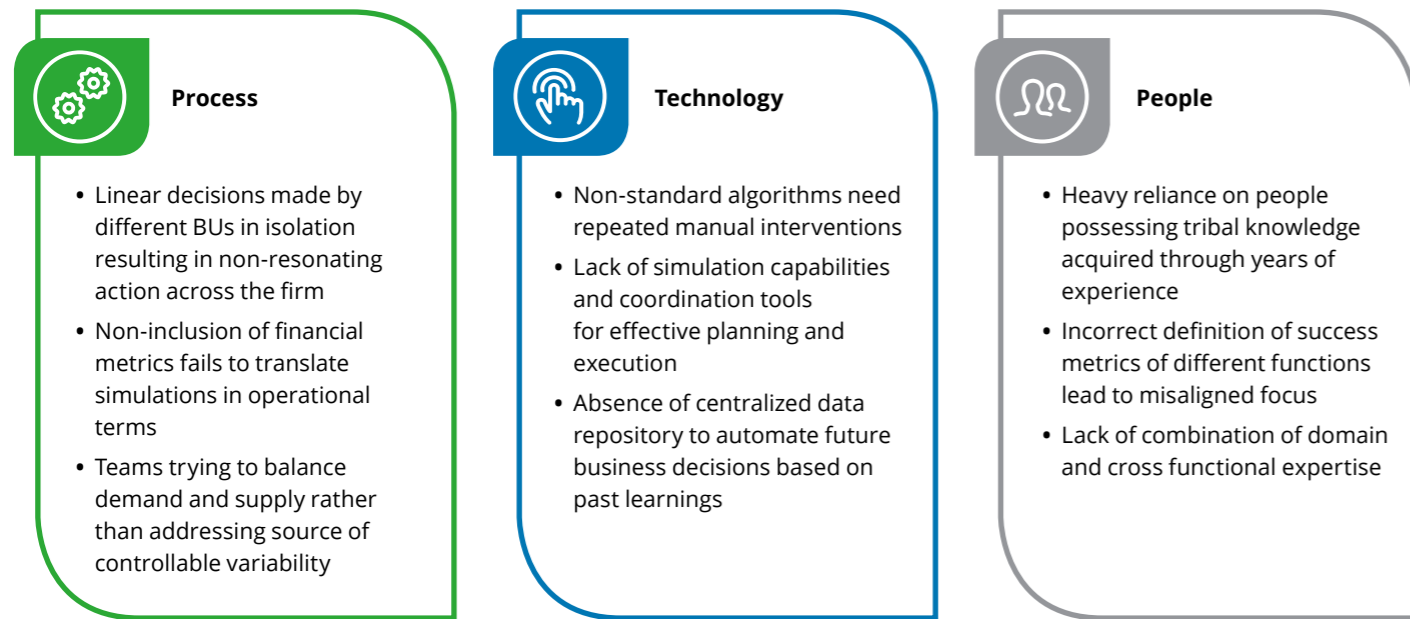 Process
• Linear decisions made by
different BUs in isolation
resulting in non-resonating
action across the firm
• Non-inclusion of financial
metrics fails to translate
simulations in operational
terms
• Teams trying to balance
demand and supply rather
than addressing source of
controllable variability
Technology
• Non-standard algorithms need
repeated manual interventions
• Lack of simulation capabilities
and coordination tools
for effective planning and
execution
• Absence of centralized data
repository to automate future
business decisions based on
past learnings
People
• Heavy reliance on people
possessing tribal knowledge
acquired through years of
experience
• Incorrect definition of success
metrics of different functions
lead to misaligned focus
• Lack of combination of domain
and cross functional expertise